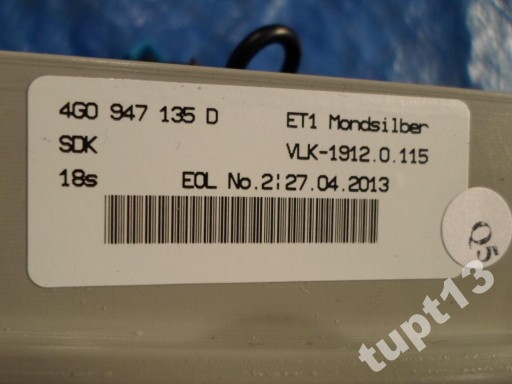 4G0 947 135 D ET1 Mondsilber
SDK VLK-1912.0.115
18s EOL No.2¦27.04.2013
Q5
tupt13